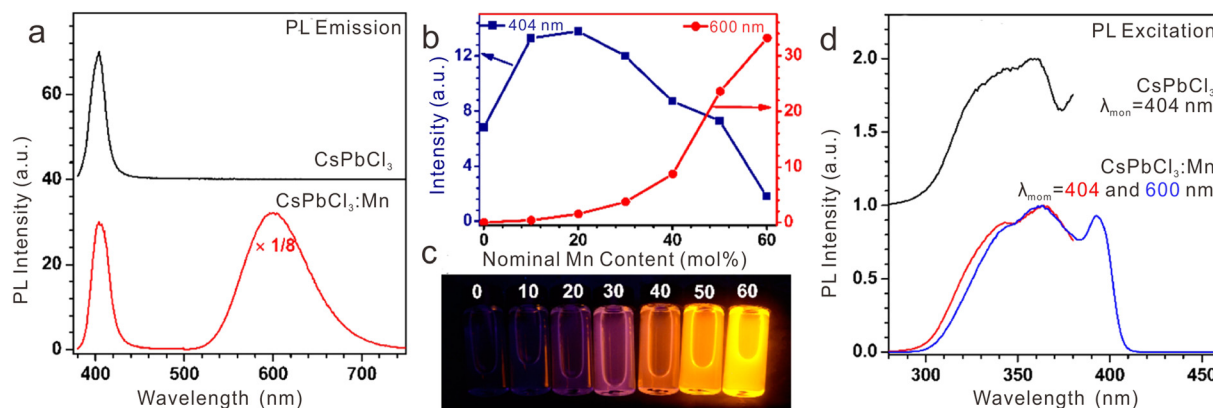 a
PL Emission
PL Intensity (a.u.)
60
40
20
0
CsPbCl₃
CsPbCl₃:Mn
× 1/8
400 500 600 700
Wavelength (nm)
b
404 nm
600 nm
Intensity (a.u.)
12
8
4
0
30
20
10
0
0 10 20 30 40 50 60
Nominal Mn Content (mol%)
c
0 10 20 30 40 50 60
d
PL Excitation
PL Intensity (a.u.)
2.0
1.5
1.0
0.5
0.0
CsPbCl₃
λmon=404 nm
CsPbCl₃:Mn
λmom=404 and 600 nm
300 350 400 450
Wavelength (nm)